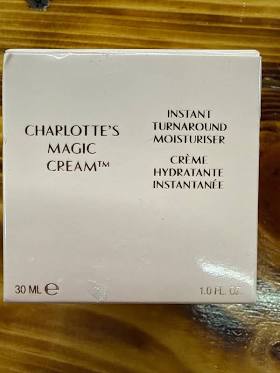 CHARLOTTE'S
MAGIC
CREAM™
INSTANT
TURNAROUND
MOISTURISER
CRÈME
HYDRATANTE
INSTANTANÉE
30 ML ℮
1.0 FL. OZ.